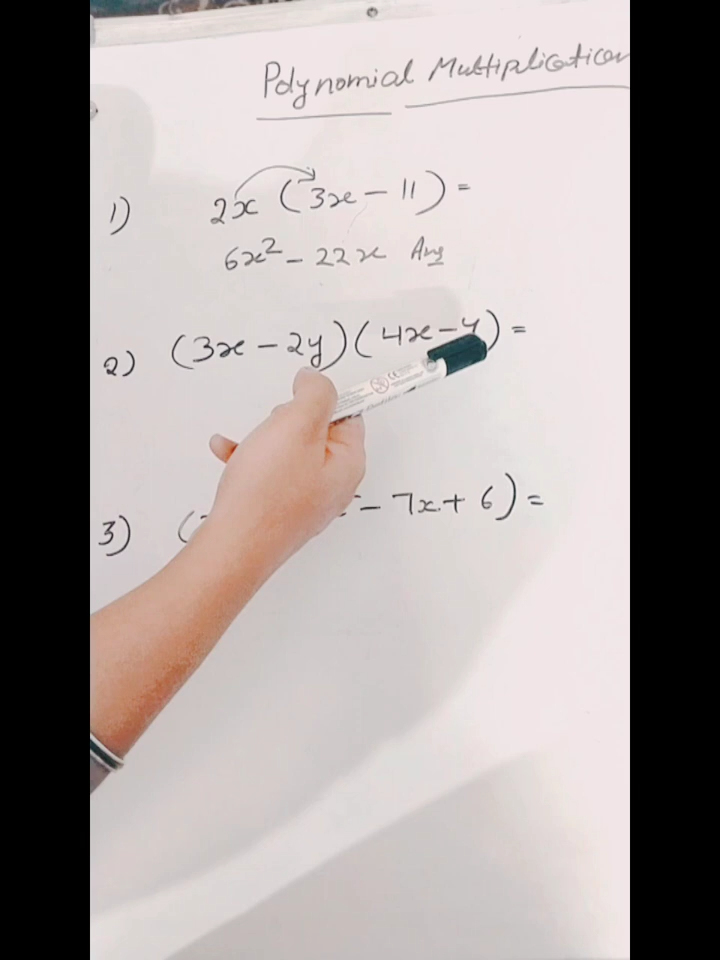 Polynomial Multiplication
1) 2x (3x - 11) =
6x² - 22x Ans
2) (3x - 2y)(4x - y) =
3) ( - 7x + 6) =